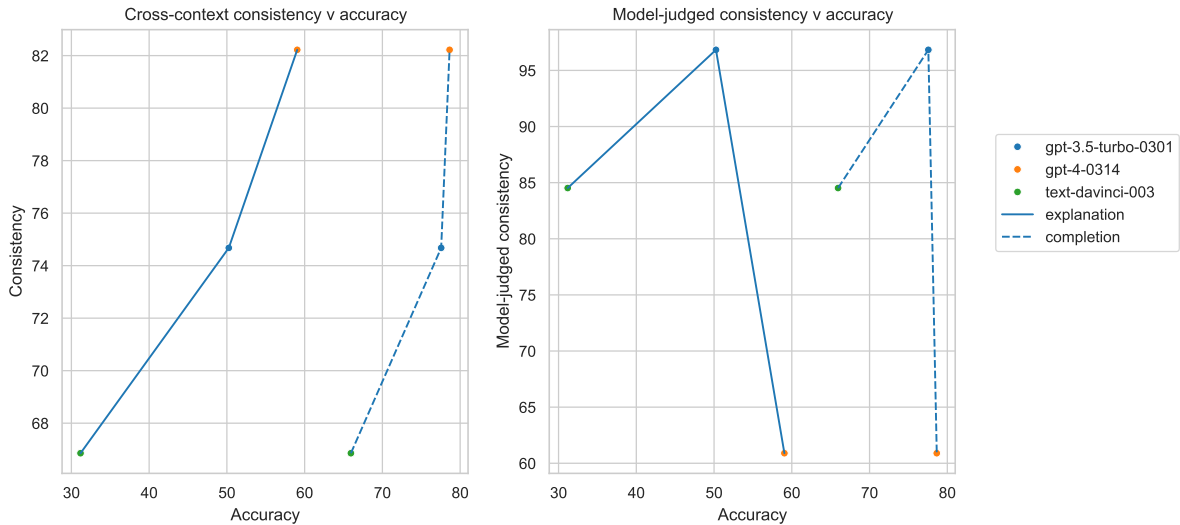 Cross-context consistency v accuracy
82
80
78
76
74
72
70
68
Consistency
30 40 50 60 70 80
Accuracy
Model-judged consistency v accuracy
95
90
85
80
75
70
65
60
Model-judged consistency
30 40 50 60 70 80
Accuracy
gpt-3.5-turbo-0301
gpt-4-0314
text-davinci-003
explanation
completion